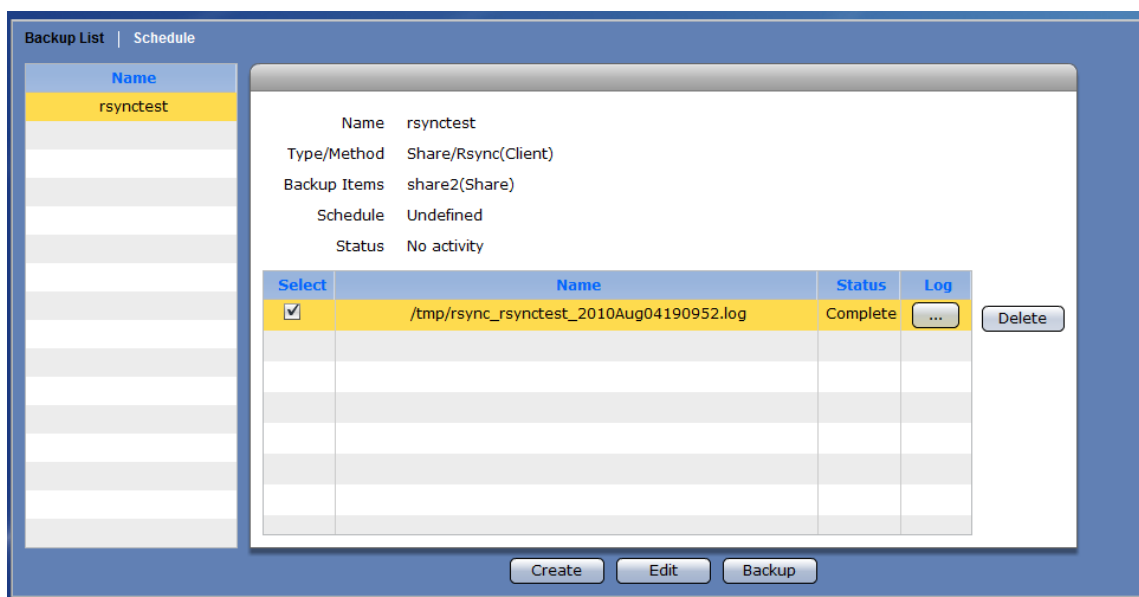 Backup List | Schedule
Name
rsynctest
Name rsynctest
Type/Method Share/Rsync(Client)
Backup Items share2(Share)
Schedule Undefined
Status No activity
Select Name Status Log
/tmp/rsync_rsynctest_2010Aug04190952.log Complete ... Delete
Create Edit Backup